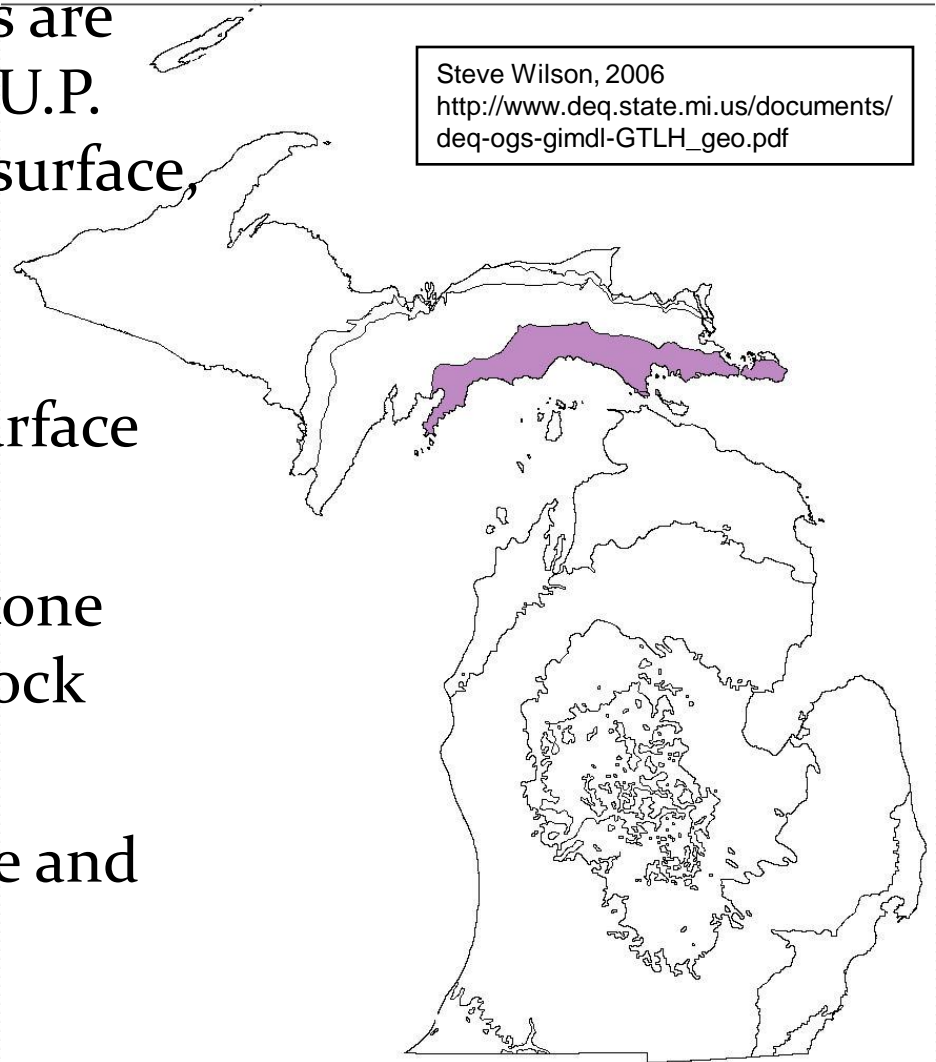 s are
U.P.
surface,
rface
one
ock
e and
Steve Wilson, 2006
http://www.deq.state.mi.us/documents/
deq-ogs-gimdl-GTLH_geo.pdf